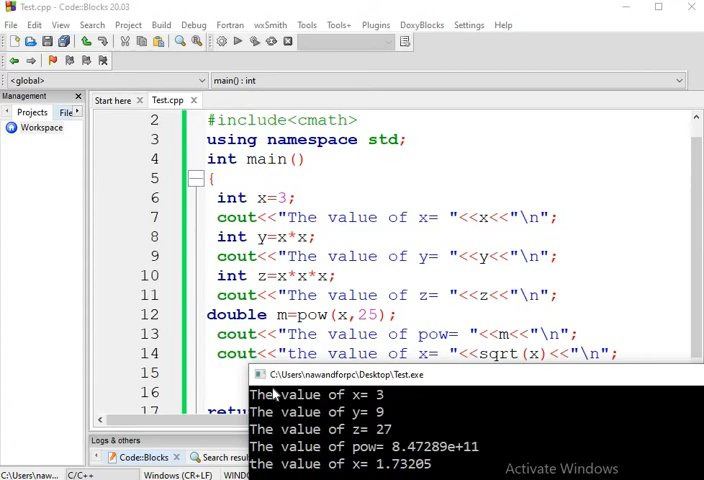 Test.cpp - Code::Blocks 20.03
File Edit View Search Project Build Debug Fortran wxSmith Tools Tools+ Plugins DoxyBlocks Settings Help
<global> main() : int
Management
Projects File
Workspace
Start here Test.cpp
2 #include<cmath>
3 using namespace std;
4 int main()
5 {
6 int x=3;
7 cout<<"The value of x= "<<x<<"\n";
8 int y=x*x;
9 cout<<"The value of y= "<<y<<"\n";
10 int z=x*x*x;
11 cout<<"The value of z= "<<z<<"\n";
12 double m=pow(x,25);
13 cout<<"The value of pow= "<<m<<"\n";
14 cout<<"the value of x= "<<sqrt(x)<<"\n";
15
16
17 retu
C:\Users\nawandforpc\Desktop\Test.exe
The value of x= 3
The value of y= 9
The value of z= 27
The value of pow= 8.47289e+11
the value of x= 1.73205
Activate Windows
Logs & others
Code::Blocks Search resu
C:\Users\naw... C/C++ Windows (CR+LF) WIND